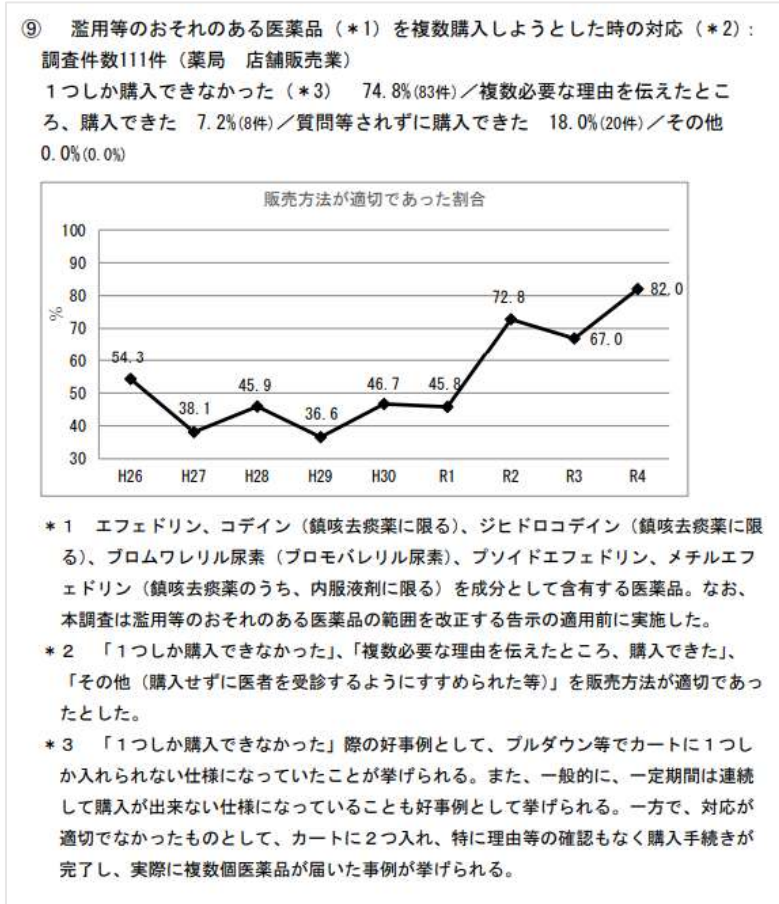 ⑨　濫用等のおそれのある医薬品（＊1）を複数購入しようとした時の対応（＊2）:
調査件数111件（薬局　店舗販売業）
１つしか購入できなかった（＊3）　74.8%(83件)／複数必要な理由を伝えたとこ
ろ、購入できた　7.2%(8件)／質問等されずに購入できた　18.0%(20件)／その他
0.0%(0.0%)
販売方法が適切であった割合
100
90
80
70
60
50
40
30
%
54.3
38.1
45.9
36.6
46.7
45.8
72.8
67.0
82.0
H26 H27 H28 H29 H30 R1 R2 R3 R4
＊１　エフェドリン、コデイン（鎮咳去痰薬に限る）、ジヒドロコデイン（鎮咳去痰薬に限
る）、ブロムワレリル尿素（ブロモバレリル尿素）、プソイドエフェドリン、メチルエフ
ェドリン（鎮咳去痰薬のうち、内服液剤に限る）を成分として含有する医薬品。なお、
本調査は濫用等のおそれのある医薬品の範囲を改正する告示の適用前に実施した。
＊２　「１つしか購入できなかった」、「複数必要な理由を伝えたところ、購入できた」、
「その他（購入せずに医者を受診するようにすすめられた等）」を販売方法が適切であっ
たとした。
＊３　「１つしか購入できなかった」際の好事例として、プルダウン等でカートに１つし
か入れられない仕様になっていたことが挙げられる。また、一般的に、一定期間は連続
して購入が出来ない仕様になっていることも好事例として挙げられる。一方で、対応が
適切でなかったものとして、カートに２つ入れ、特に理由等の確認もなく購入手続きが
完了し、実際に複数個医薬品が届いた事例が挙げられる。